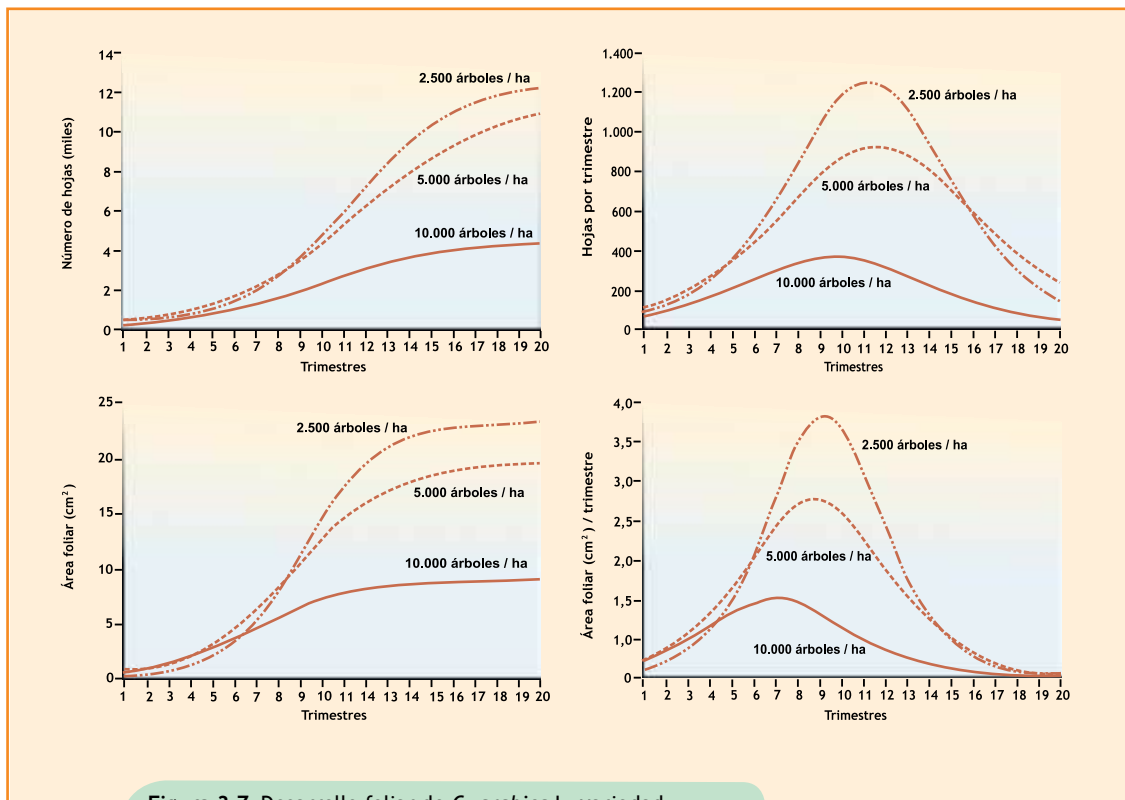 14
12
10
8
6
4
2
0
Número de hojas (miles)
2.500 árboles / ha
5.000 árboles / ha
10.000 árboles / ha
1 2 3 4 5 6 7 8 9 10 11 12 13 14 15 16 17 18 19 20
Trimestres
1.400
1.200
1.000
800
600
400
200
0
Hojas por trimestre
2.500 árboles / ha
5.000 árboles / ha
10.000 árboles / ha
1 2 3 4 5 6 7 8 9 10 11 12 13 14 15 16 17 18 19 20
Trimestres
25
20
15
10
5
0
Área foliar (cm²)
2.500 árboles / ha
5.000 árboles / ha
10.000 árboles / ha
1 2 3 4 5 6 7 8 9 10 11 12 13 14 15 16 17 18 19 20
Trimestres
4,0
3,5
3,0
2,5
2,0
1,5
1,0
0
Área foliar (cm²) / trimestre
2.500 árboles / ha
5.000 árboles / ha
10.000 árboles / ha
1 2 3 4 5 6 7 8 9 10 11 12 13 14 15 16 17 18 19 20
Trimestres
Desarrollo foliar de C. arabica L. variedad